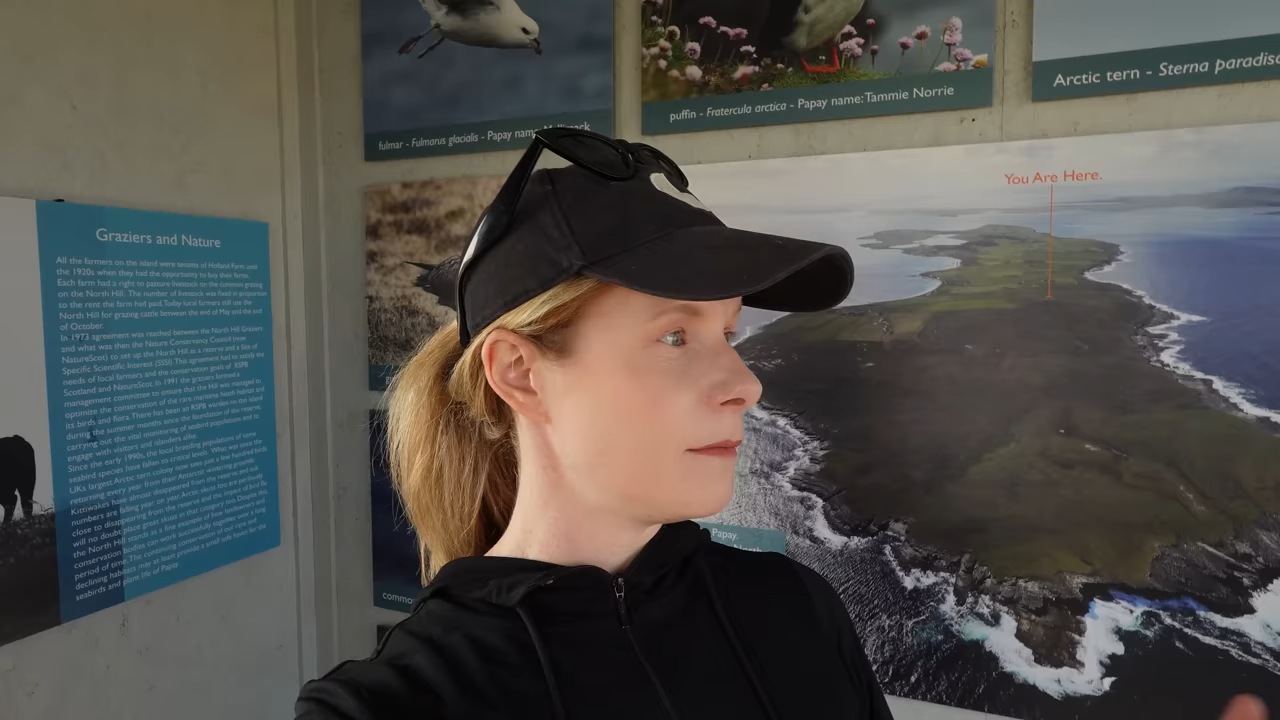 fulmar - Fulmarus glacialis - Papay name:
puffin - Fratercula arctica - Papay name: Tammie Norrie
Arctic tern - Sterna paradisa
You Are Here.
Graziers and Nature
All the farmers on the island were tenants of Holland Farm until
the 1920s when they had the opportunity to buy their farms.
Each farm had a right to pasture livestock on the common grazing
on the North Hill. The number of livestock was fixed in proportion
to the rent the farm had paid. Today local farmers still use the
North Hill for grazing cattle between the end of May and the end
of October.
In 1973 agreement was reached between the North Hill Graziers
and what was then the Nature Conservancy Council (now
NatureScot) to set up the North Hill as a reserve and a Site of
Special Scientific Interest (SSSI). This agreement had to satisfy the
needs of local farmers and the conservation goals of RSPB
Scotland and NatureScot. In 1991 the graziers formed a
management committee to ensure that the Hill was managed to
optimize the conservation of the rare maritime heath habitat and
its birds and flora. There has been an RSPB warden on the island
during the summer months since the foundation of the reserve,
carrying out the vital monitoring of seabird populations and to
engage with visitors and islanders alike.
Since the early 1990s, the local breeding populations of some
seabird species have fallen to critical levels. What was once the
UKs largest Arctic tern colony now sees just a few hundred birds
returning every year from their Antarctic wintering grounds.
Kittiwakes have almost disappeared from the reserve and auk
numbers are falling year on year. Arctic skuas too are perilously
close to disappearing from the reserve and the impact of bird flu
will no doubt place great skuas in that category too. Despite this
the North Hill stands as a fine example of how landowners and
conservation bodies can work successfully together over a long
period of time. The continuing conservation of our rare and
declining habitats may at least provide a small safe haven for the
seabirds and plant life of Papay.
Papay.
North
commo